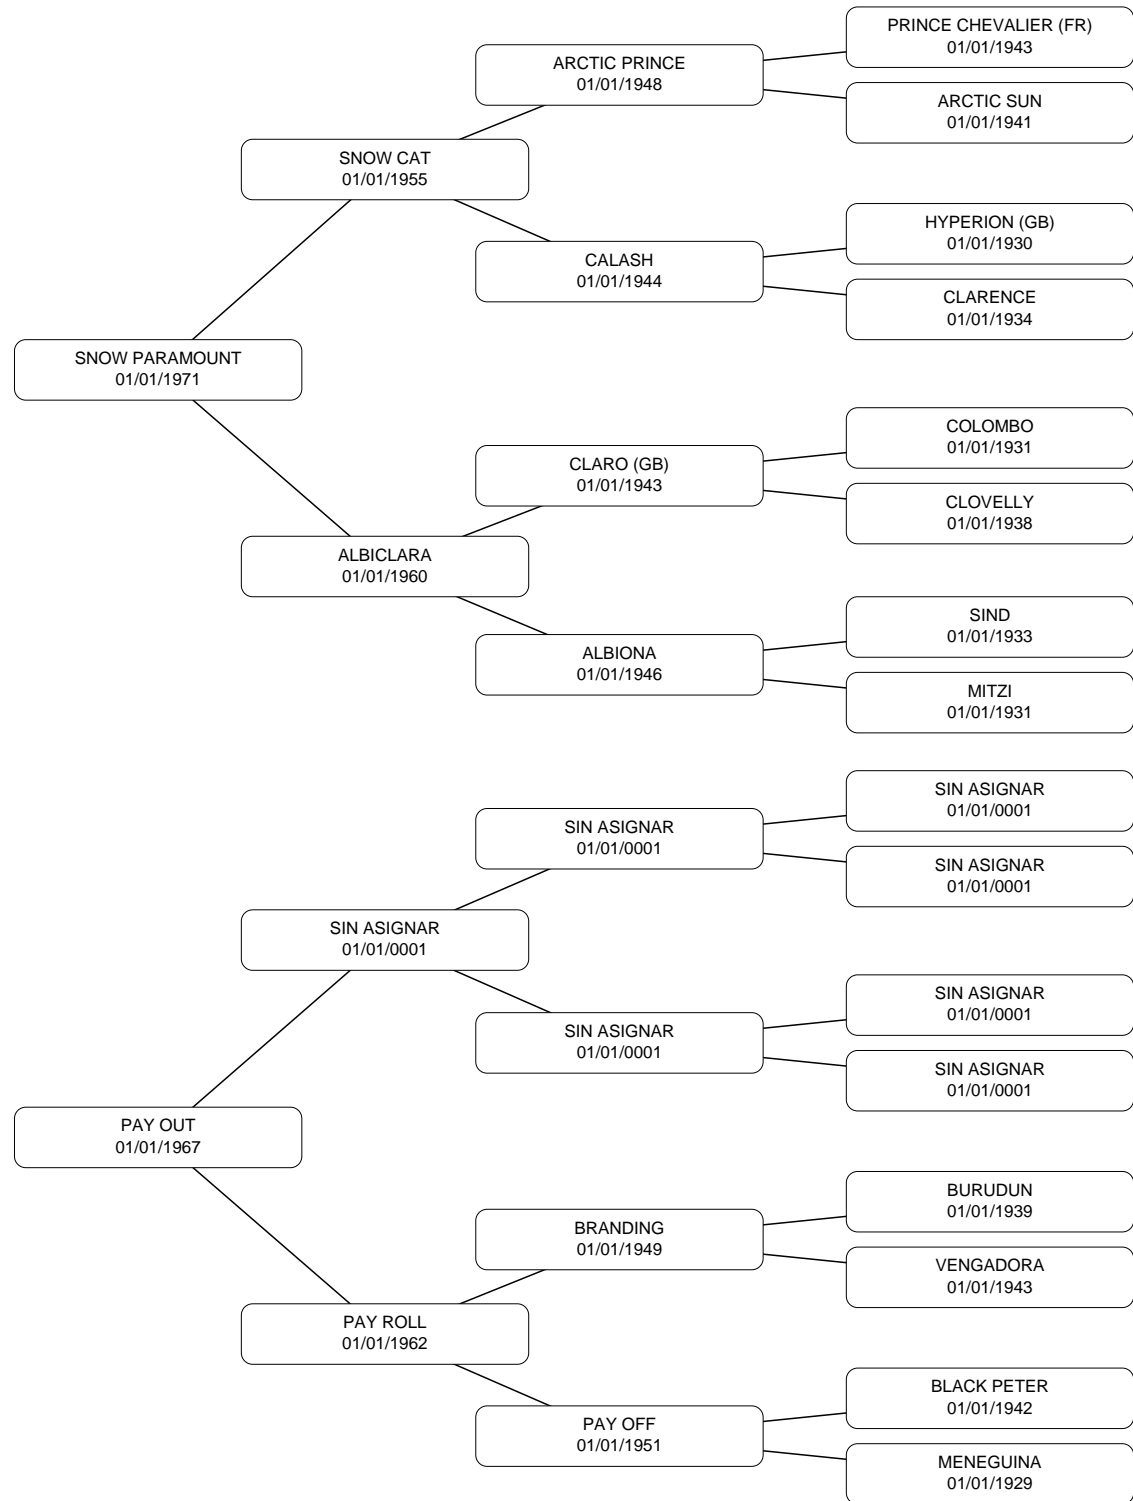 PRINCE CHEVALIER (FR)
01/01/1943
ARCTIC PRINCE
01/01/1948
ARCTIC SUN
01/01/1941
SNOW CAT
01/01/1955
HYPERION (GB)
01/01/1930
CALASH
01/01/1944
CLARENCE
01/01/1934
SNOW PARAMOUNT
01/01/1971
COLOMBO
01/01/1931
CLARO (GB)
01/01/1943
CLOVELLY
01/01/1938
ALBICLARA
01/01/1960
SIND
01/01/1933
ALBIONA
01/01/1946
MITZI
01/01/1931
SIN ASIGNAR
01/01/0001
SIN ASIGNAR
01/01/0001
SIN ASIGNAR
01/01/0001
SIN ASIGNAR
01/01/0001
SIN ASIGNAR
01/01/0001
SIN ASIGNAR
01/01/0001
SIN ASIGNAR
01/01/0001
PAY OUT
01/01/1967
BURUDUN
01/01/1939
BRANDING
01/01/1949
VENGADORA
01/01/1943
PAY ROLL
01/01/1962
BLACK PETER
01/01/1942
PAY OFF
01/01/1951
MENEGUINA
01/01/1929